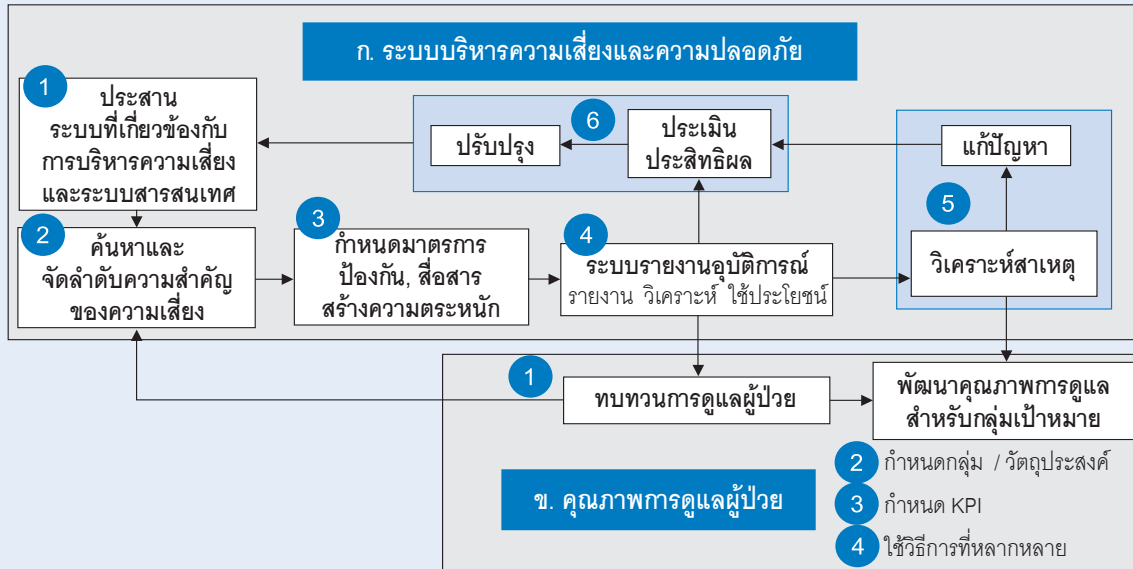 ก. ระบบบริหารความเสี่ยงและความปลอดภัย
1
ประสาน
ระบบที่เกี่ยวข้องกับ
การบริหารความเสี่ยง
และระบบสารสนเทศ
2
ค้นหาและ
จัดลำดับความสำคัญ
ของความเสี่ยง
3
กำหนดมาตรการ
ป้องกัน, สื่อสาร
สร้างความตระหนัก
4
ระบบรายงานอุบัติการณ์
รายงาน วิเคราะห์ ใช้ประโยชน์
5
วิเคราะห์สาเหตุ
แก้ปัญหา
6
ประเมิน
ประสิทธิผล
ปรับปรุง
1
ทบทวนการดูแลผู้ป่วย
พัฒนาคุณภาพการดูแล
สำหรับกลุ่มเป้าหมาย
ข. คุณภาพการดูแลผู้ป่วย
2 กำหนดกลุ่ม / วัตถุประสงค์
3 กำหนด KPI
4 ใช้วิธีการที่หลากหลาย